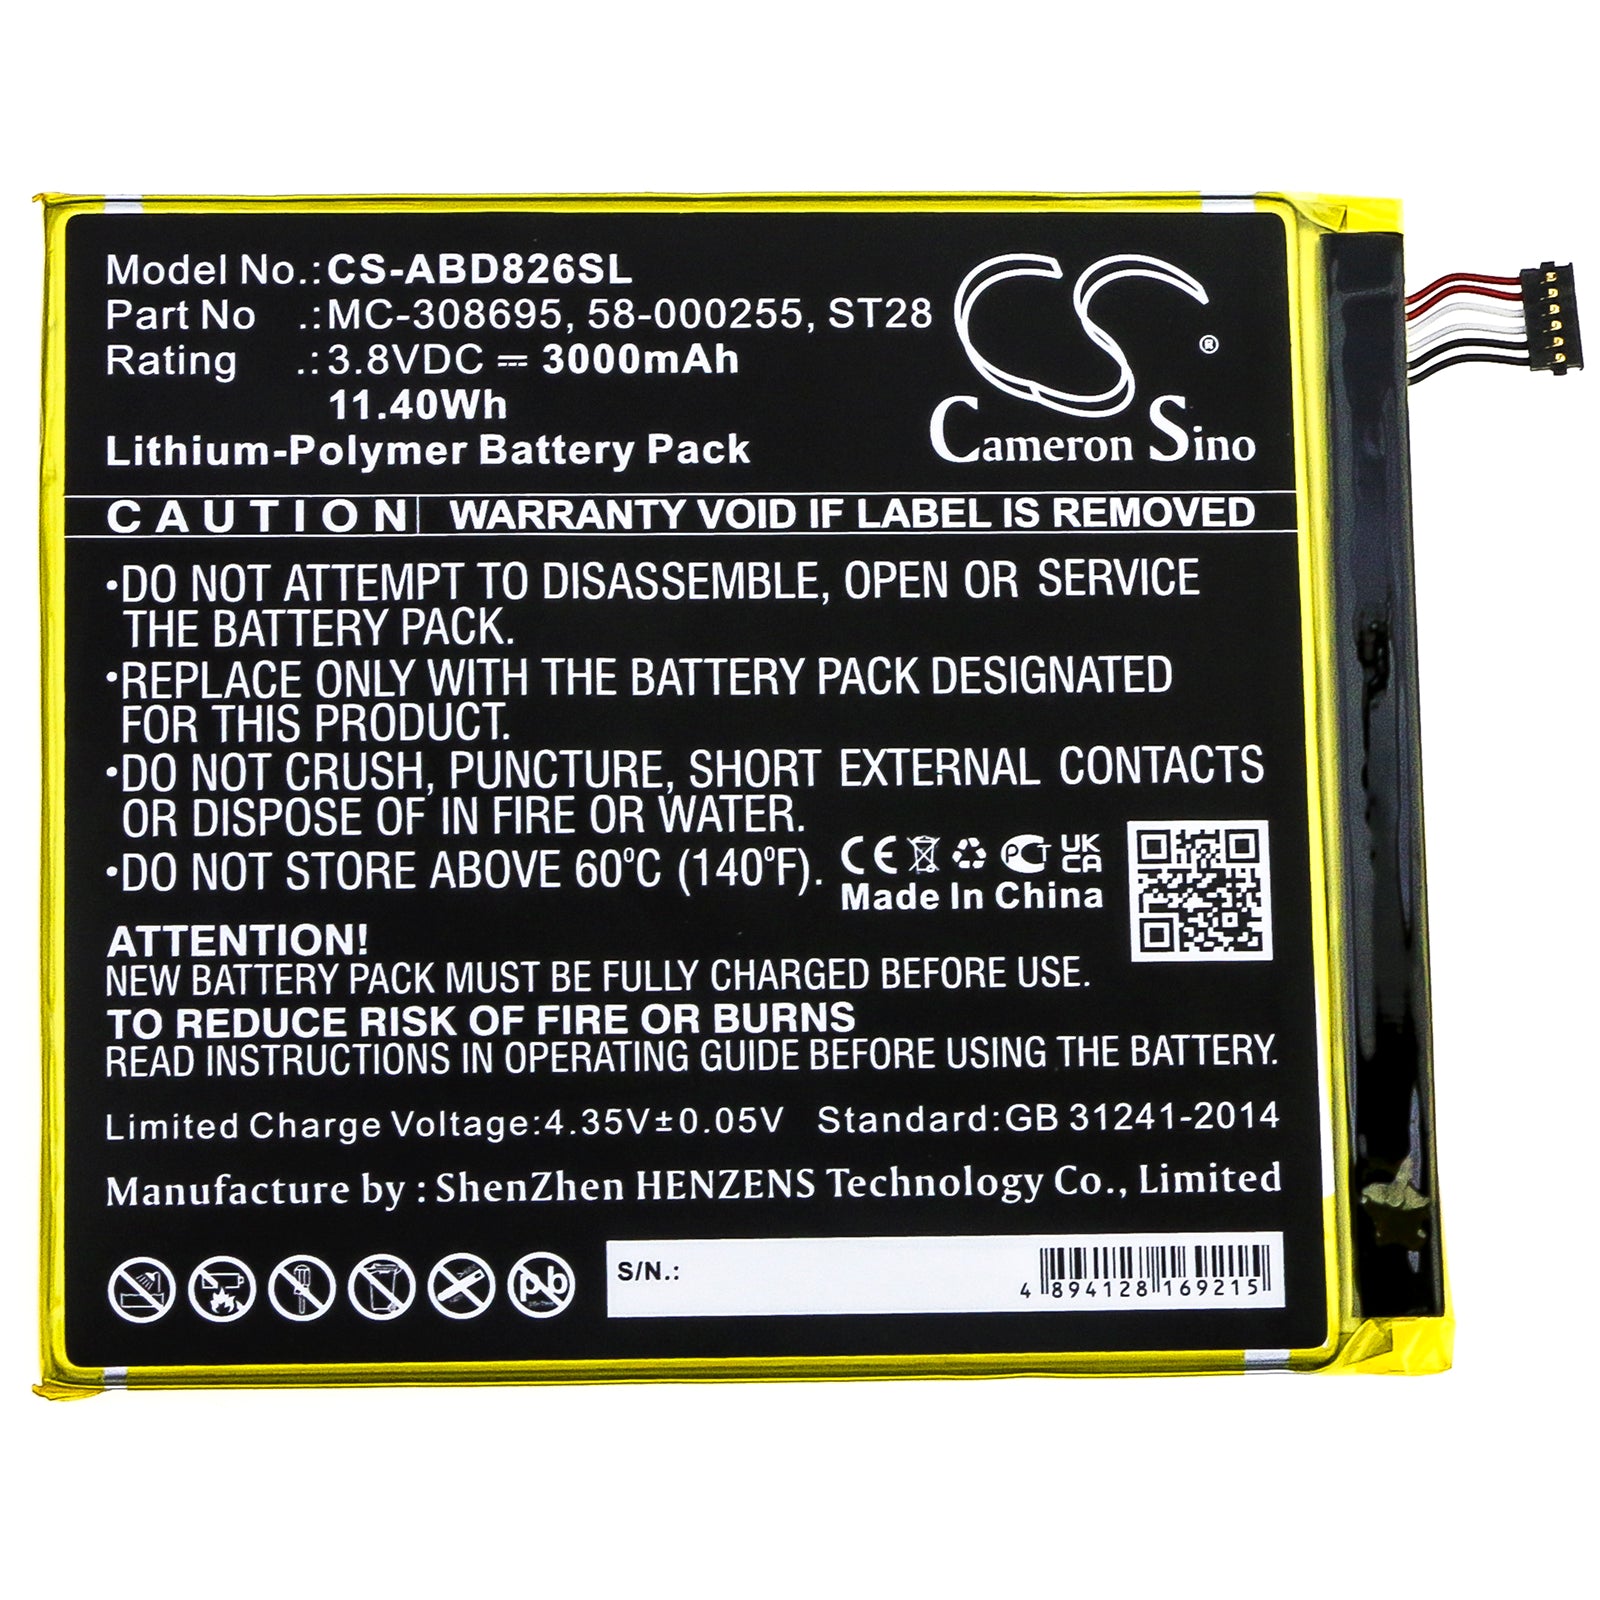 Model No.:CS-ABD826SL
Part No .:MC-308695, 58-000255, ST28
Rating .:3.8VDC ⎓ 3000mAh
11.40Wh
Lithium-Polymer Battery Pack
®
Cameron Sino
CAUTION WARRANTY VOID IF LABEL IS REMOVED
•DO NOT ATTEMPT TO DISASSEMBLE, OPEN OR SERVICE
THE BATTERY PACK.
•REPLACE ONLY WITH THE BATTERY PACK DESIGNATED
FOR THIS PRODUCT.
•DO NOT CRUSH, PUNCTURE, SHORT EXTERNAL CONTACTS
OR DISPOSE OF IN FIRE OR WATER.
•DO NOT STORE ABOVE 60°C (140°F).
CE PCT UK
CA
Made In China
ATTENTION!
NEW BATTERY PACK MUST BE FULLY CHARGED BEFORE USE.
TO REDUCE RISK OF FIRE OR BURNS
READ INSTRUCTIONS IN OPERATING GUIDE BEFORE USING THE BATTERY.
Limited Charge Voltage:4.35V±0.05V Standard:GB 31241-2014
Manufacture by : ShenZhen HENZENS Technology Co., Limited
pb
S/N.:
4 894128 169215